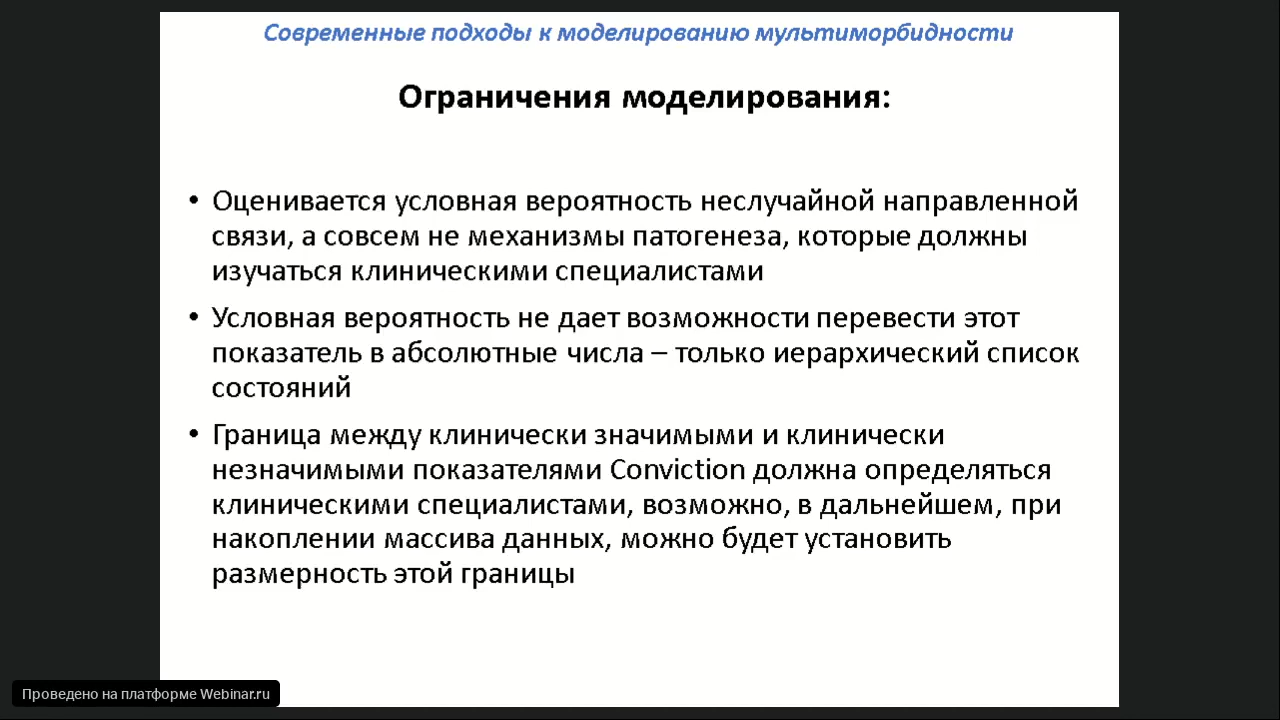 Современные подходы к моделированию мультиморбидности
Ограничения моделирования:
• Оценивается условная вероятность неслучайной направленной
связи, а совсем не механизмы патогенеза, которые должны
изучаться клиническими специалистами
• Условная вероятность не дает возможности перевести этот
показатель в абсолютные числа – только иерархический список
состояний
• Граница между клинически значимыми и клинически
незначимыми показателями Conviction должна определяться
клиническими специалистами, возможно, в дальнейшем, при
накоплении массива данных, можно будет установить
размерность этой границы
Проведено на платформе Webinar.ru